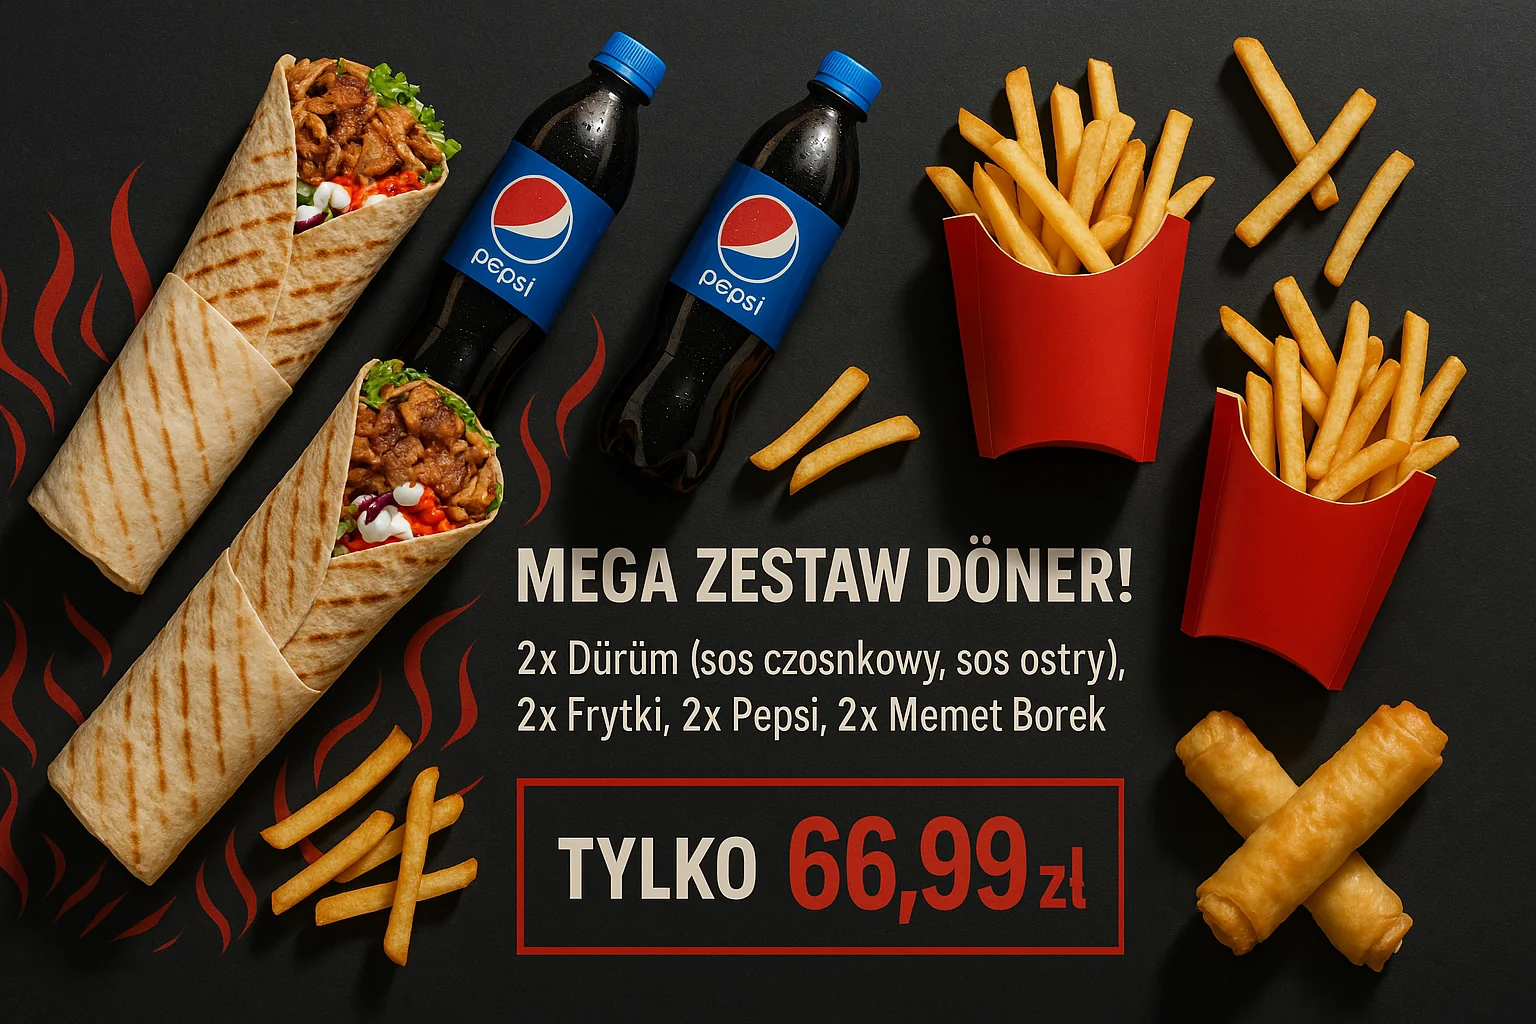 pepsi
pepsi
MEGA ZESTAW DÖNER!
2x Dürüm (sos czosnkowy, sos ostry),
2x Frytki, 2x Pepsi, 2x Memet Borek
TYLKO 66,99 zł